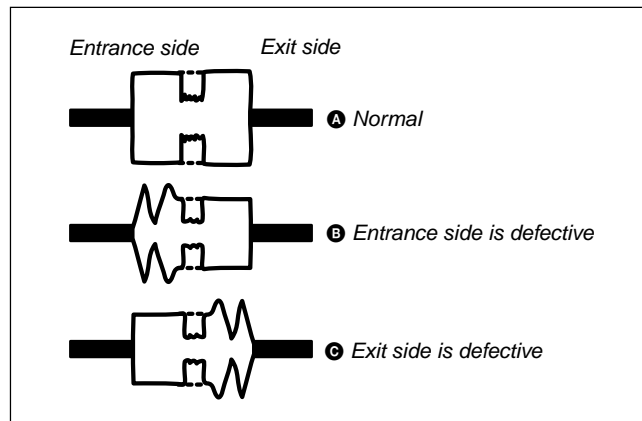 Entrance side Exit side
A Normal
B Entrance side is defective
C Exit side is defective